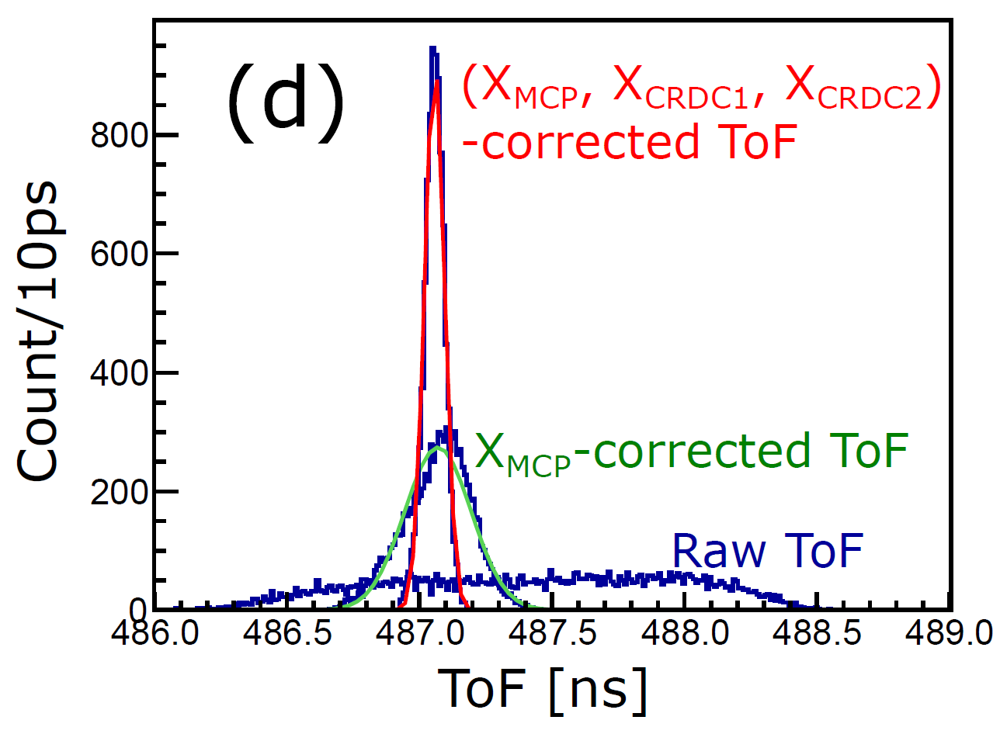 (d)
(XMCP, XCRDC1, XCRDC2)
-corrected ToF
XMCP-corrected ToF
Raw ToF
Count/10ps
800
600
400
200
0
486.0 486.5 487.0 487.5 488.0 488.5 489.0
ToF [ns]